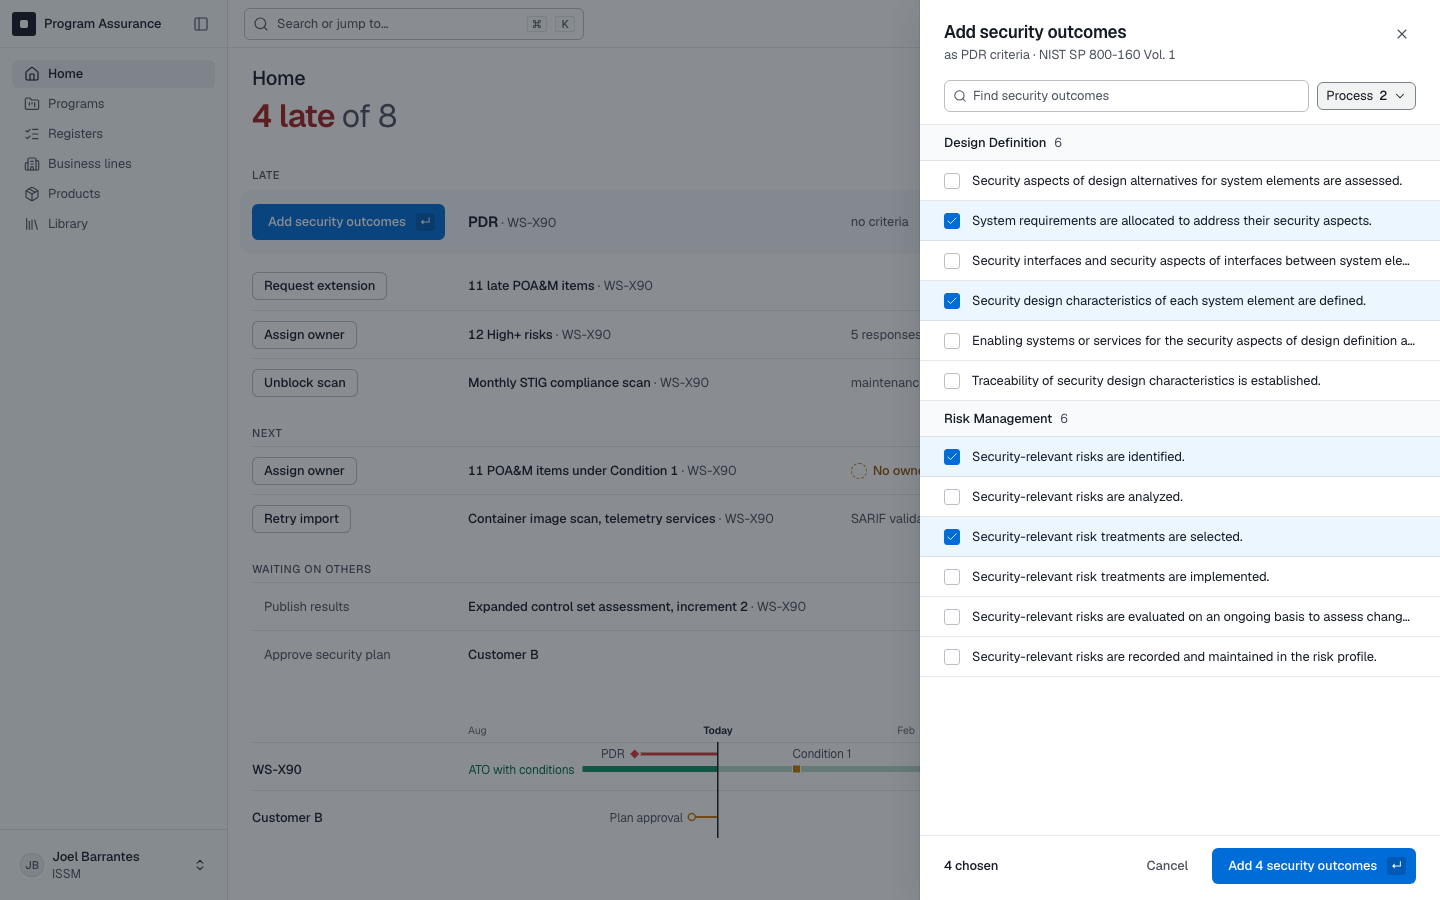 Program Assurance
Search or jump to...
⌘ K
Home
Programs
Registers
Business lines
Products
Library
Joel Barrantes
JB
ISSM
Home
4 late of 8
LATE
Add security outcomes
PDR · WS-X90
no criteria
Request extension
11 late POA&M items · WS-X90
Assign owner
12 High+ risks · WS-X90
5 responses
Unblock scan
Monthly STIG compliance scan · WS-X90
NEXT
Assign owner
11 POA&M items under Condition 1 · WS-X90
No
Retry import
Container image scan, telemetry services · WS-X90
SARIF
WAITING ON OTHERS
Publish results
Expanded control set assessment, increment 2 · WS-X90
Approve security plan
Customer B
Aug
Today
Feb
PDR
Condition 1
WS-X90
ATO with conditions
Customer B
Plan approval
Add security outcomes
as PDR criteria · NIST SP 800-160 Vol. 1
Find security outcomes
Process 2
Design Definition 6
Security aspects of design alternatives for system elements are assessed.
System requirements are allocated to address their security aspects.
Security interfaces and security aspects of interfaces between system ele...
Security design characteristics of each system element are defined.
Enabling systems or services for the security aspects of design definition a...
Traceability of security design characteristics is established.
Risk Management 6
Security-relevant risks are identified.
Security-relevant risks are analyzed.
Security-relevant risk treatments are selected.
Security-relevant risk treatments are implemented.
Security-relevant risks are evaluated on an ongoing basis to assess chang...
Security-relevant risks are recorded and maintained in the risk profile.
4 chosen
Cancel
Add 4 security outcomes